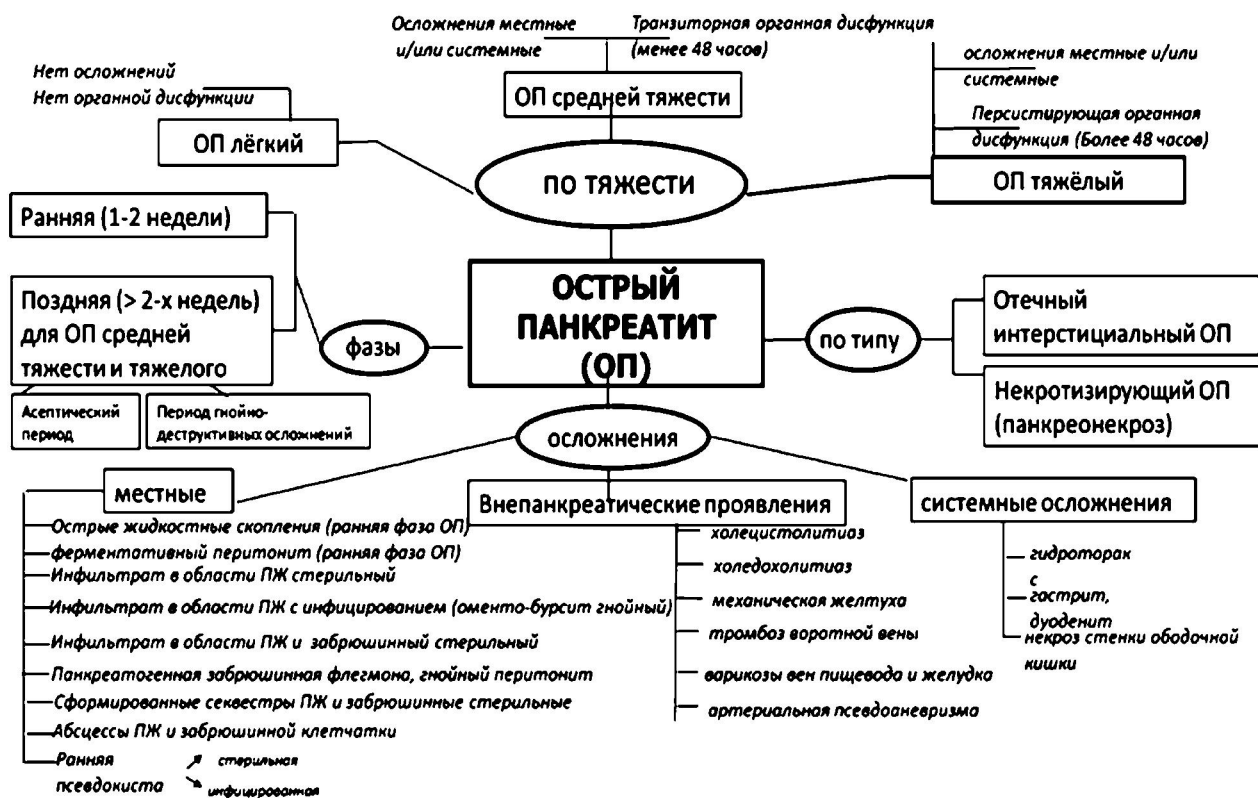 Осложнения местные
и/или системные
Транзиторная органная дисфункция
(менее 48 часов)
осложнения местные и/или
системные
Персистирующая органная
дисфункция (Более 48 часов)
Нет осложнений
Нет органной дисфункции
ОП средней тяжести
ОП лёгкий
по тяжести
ОП тяжёлый
Ранняя (1-2 недели)
Поздняя (> 2-х недель)
для ОП средней
тяжести и тяжелого
Асептический
период
Период гнойно-
деструктивных осложнений
фазы
ОСТРЫЙ
ПАНКРЕАТИТ
(ОП)
по типу
Отечный
интерстициальный ОП
Некротизирующий ОП
(панкреонекроз)
осложнения
местные
Острые жидкостные скопления (ранняя фаза ОП)
ферментативный перитонит (ранняя фаза ОП)
Инфильтрат в области ПЖ стерильный
Инфильтрат в области ПЖ с инфицированием (оменто-бурсит гнойный)
Инфильтрат в области ПЖ и забрюшинный стерильный
Панкреатогенная забрюшинная флегмона, гнойный перитонит
Сформированные секвестры ПЖ и забрюшинные стерильные
Абсцессы ПЖ и забрюшинной клетчатки
Ранняя
псевдокиста
стерильная
инфицированная
Внепанкреатические проявления
холецистолитиаз
холедохолитиаз
механическая желтуха
тромбоз воротной вены
варикозы вен пищевода и желудка
артериальная псевдоаневризма
системные осложнения
гидроторак
с
гастрит,
дуоденит
некроз стенки ободочной
кишки